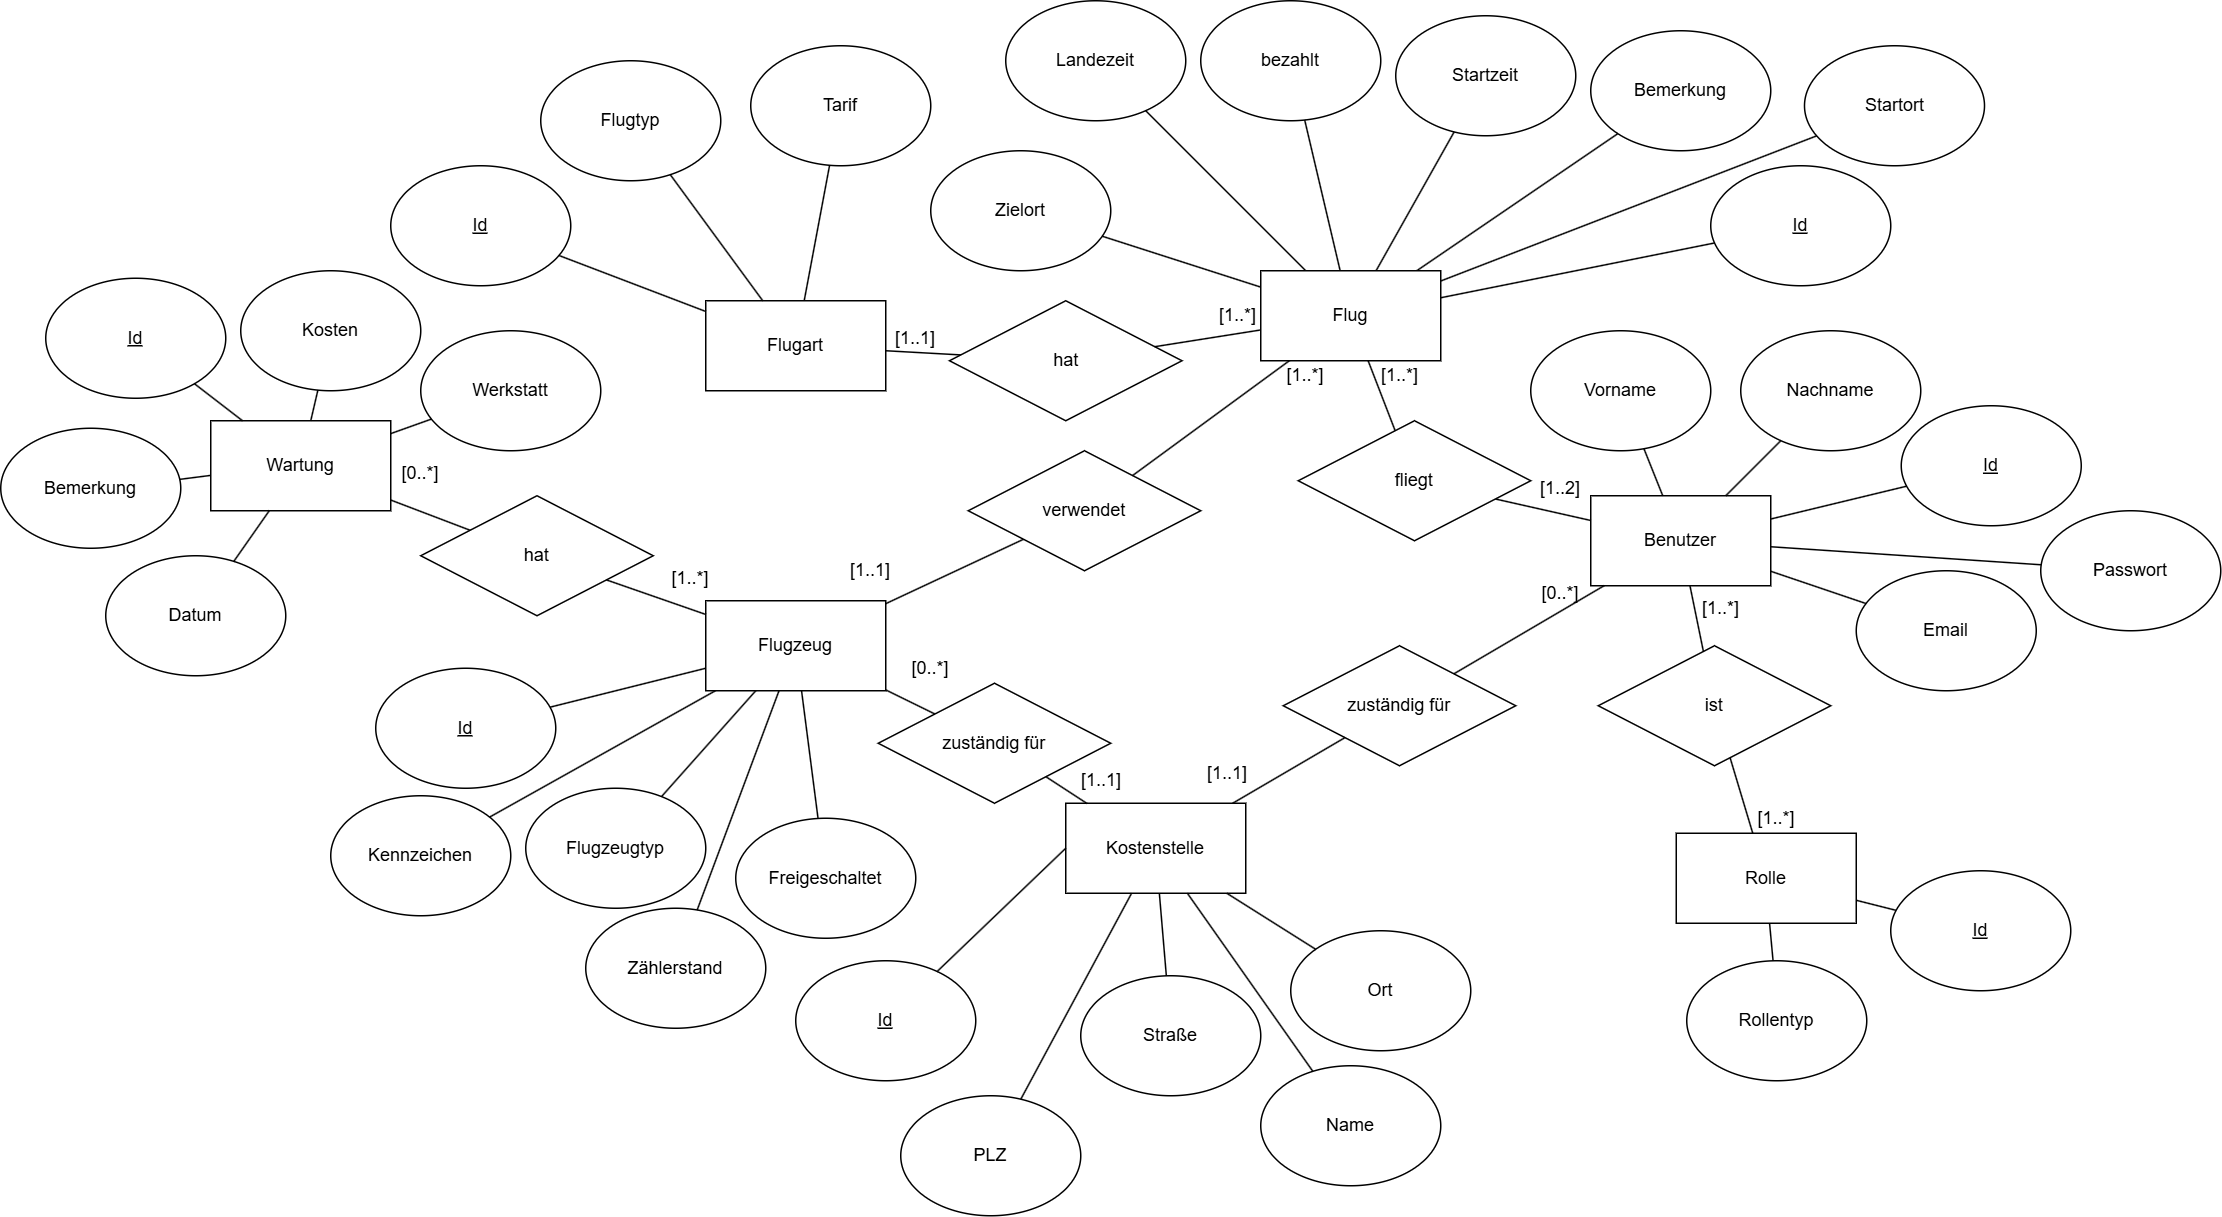 Landezeit
bezahlt
Startzeit
Bemerkung
Startort
Flugtyp
Tarif
Zielort
Id
Id
Id
Kosten
Werkstatt
Flugart
[1..1]
hat
[1..*]
Flug
[1..*]
[1..*]
Vorname
Nachname
Id
Wartung
[0..*]
Bemerkung
fliegt
[1..2]
verwendet
Benutzer
Passwort
hat
[1..*]
[1..1]
[0..*]
[1..*]
Datum
Email
Flugzeug
[0..*]
Id
zuständig für
[1..1]
zuständig für
[1..1]
ist
[1..*]
Kennzeichen
Flugzeugtyp
Freigeschaltet
Kostenstelle
Rolle
Id
Zählerstand
Id
Straße
Ort
Rollentyp
PLZ
Name